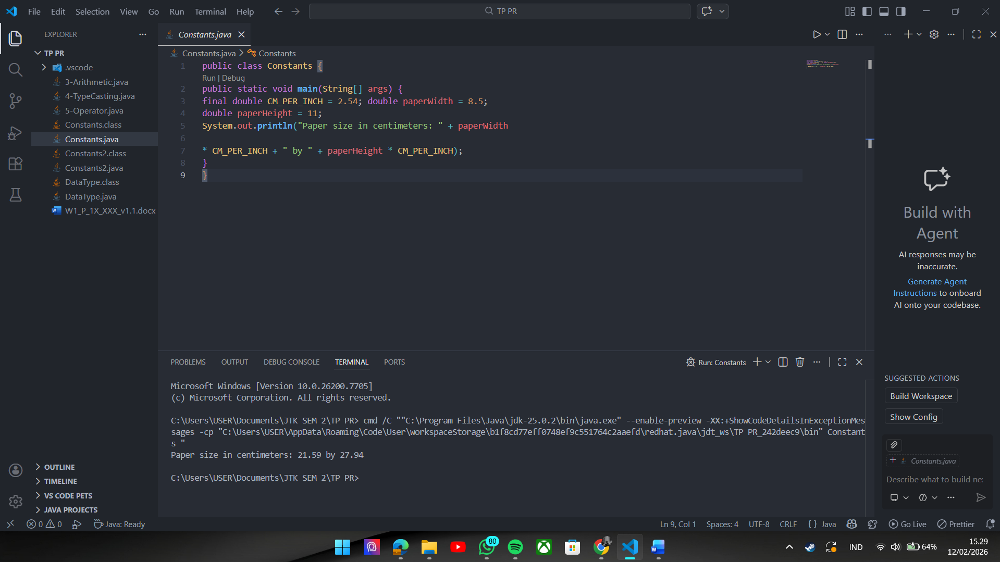 File Edit Selection View Go Run Terminal Help
TP PR
EXPLORER
TP PR
.vscode
3-Arithmetic.java
4-TypeCasting.java
5-Operator.java
Constants.class
Constants.java
Constants2.class
Constants2.java
DataType.class
DataType.java
W1_P_1X_XXX_v1.1.docx
OUTLINE
TIMELINE
VS CODE PETS
JAVA PROJECTS
Constants.java
Constants.java > Constants
1 public class Constants {
Run | Debug
2 public static void main(String[] args) {
3 final double CM_PER_INCH = 2.54; double paperWidth = 8.5;
4 double paperHeight = 11;
5 System.out.println("Paper size in centimeters: " + paperWidth
6
7 * CM_PER_INCH + " by " + paperHeight * CM_PER_INCH);
8 }
9 }
PROBLEMS OUTPUT DEBUG CONSOLE TERMINAL PORTS
Run: Constants
Microsoft Windows [Version 10.0.26200.7705]
(c) Microsoft Corporation. All rights reserved.
C:\Users\USER\Documents\JTK SEM 2\TP PR> cmd /C ""C:\Program Files\Java\jdk-25.0.2\bin\java.exe" --enable-preview -XX:+ShowCodeDetailsInExceptionMes
sages -cp "C:\Users\USER\AppData\Roaming\Code\User\workspaceStorage\b1f8cd77eff0748ef9c551764c2aaefd\redhat.java\jdt_ws\TP PR_242deec9\bin" Constant
s "
Paper size in centimeters: 21.59 by 27.94
C:\Users\USER\Documents\JTK SEM 2\TP PR>
Build with
Agent
AI responses may be
inaccurate.
Generate Agent
Instructions to onboard
AI onto your codebase.
SUGGESTED ACTIONS
Build Workspace
Show Config
Constants.java
Describe what to build ne
0 0 Java: Ready
Ln 9, Col 1 Spaces: 4 UTF-8 CRLF {} Java Go Live Prettier
80
IND
64%
15.29
12/02/2026